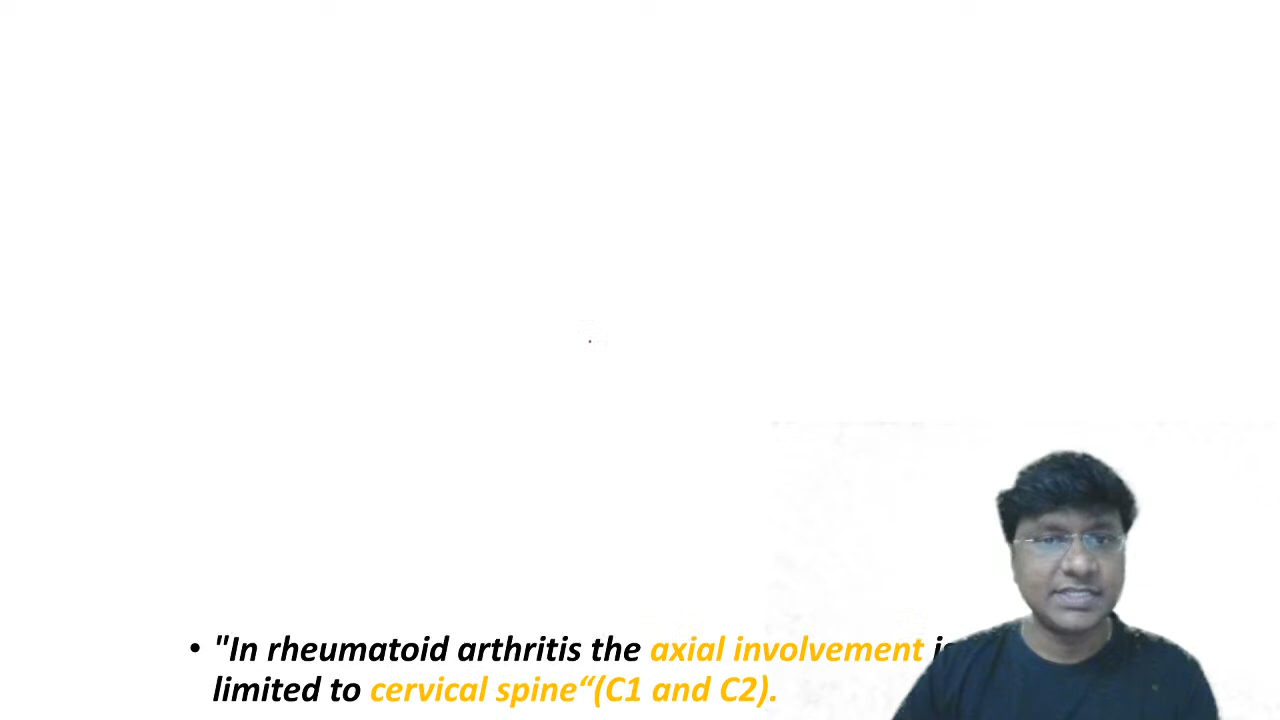 • "In rheumatoid arthritis the axial involvement
limited to cervical spine“(C1 and C2).